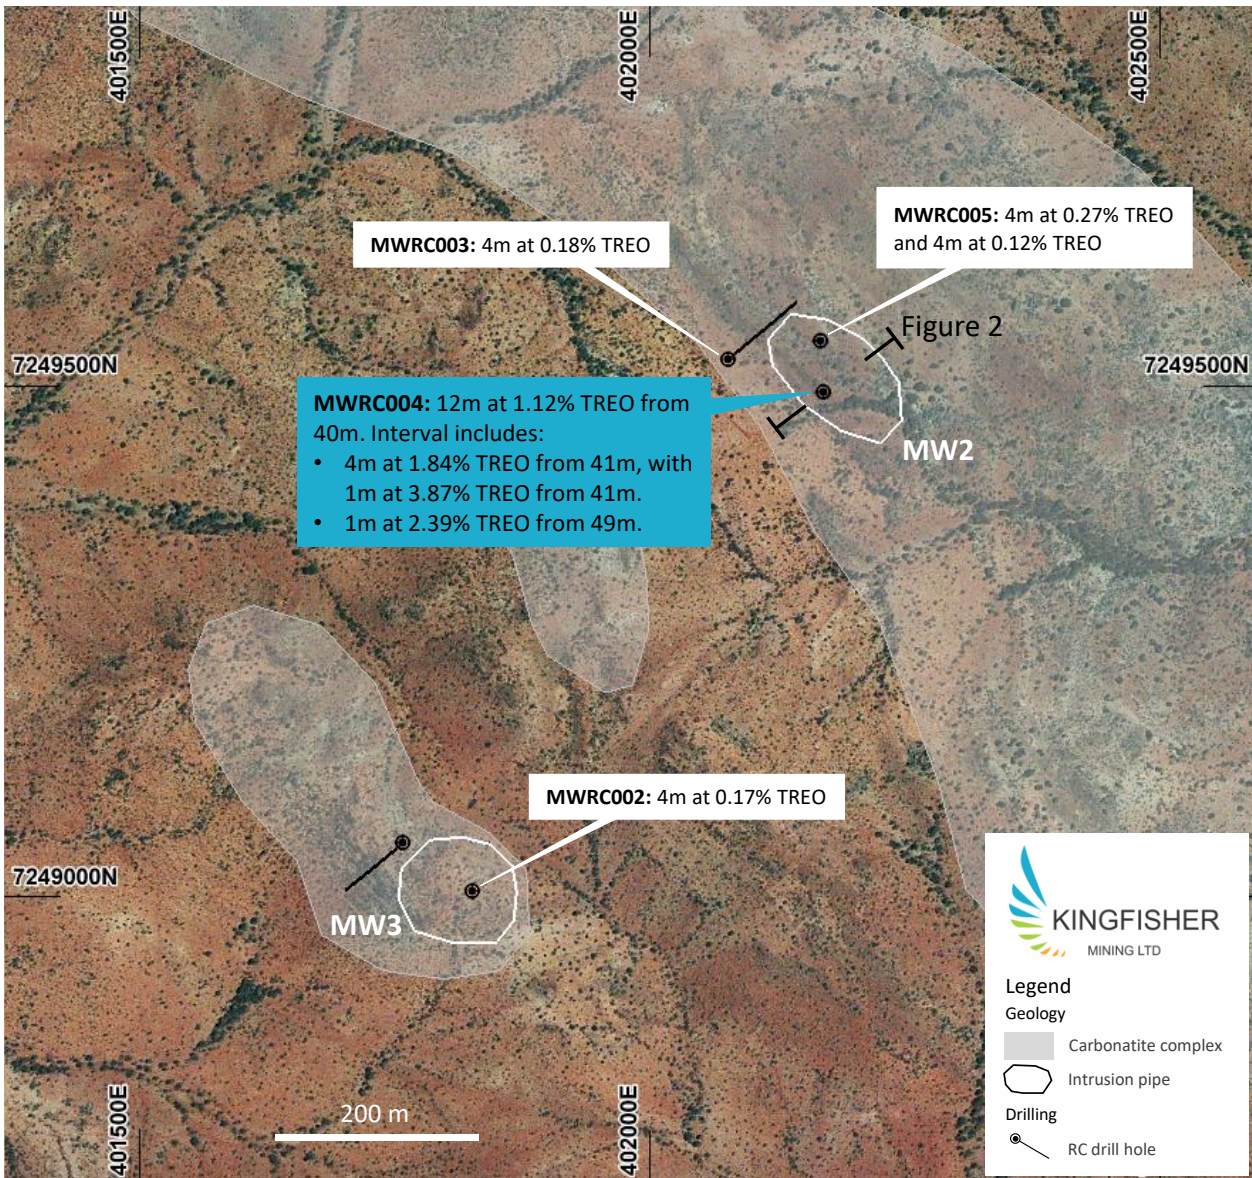 401500E
402000E
402500E
MWRC005: 4m at 0.27% TREO
and 4m at 0.12% TREO
MWRC003: 4m at 0.18% TREO
Figure 2
7249500N
7249500N
MWRC004: 12m at 1.12% TREO from
40m. Interval includes:
• 4m at 1.84% TREO from 41m, with
1m at 3.87% TREO from 41m.
• 1m at 2.39% TREO from 49m.
MW2
MWRC002: 4m at 0.17% TREO
7249000N
MW3
KINGFISHER
MINING LTD
Legend
Geology
Carbonatite complex
Intrusion pipe
Drilling
RC drill hole
200 m
401500E
402000E